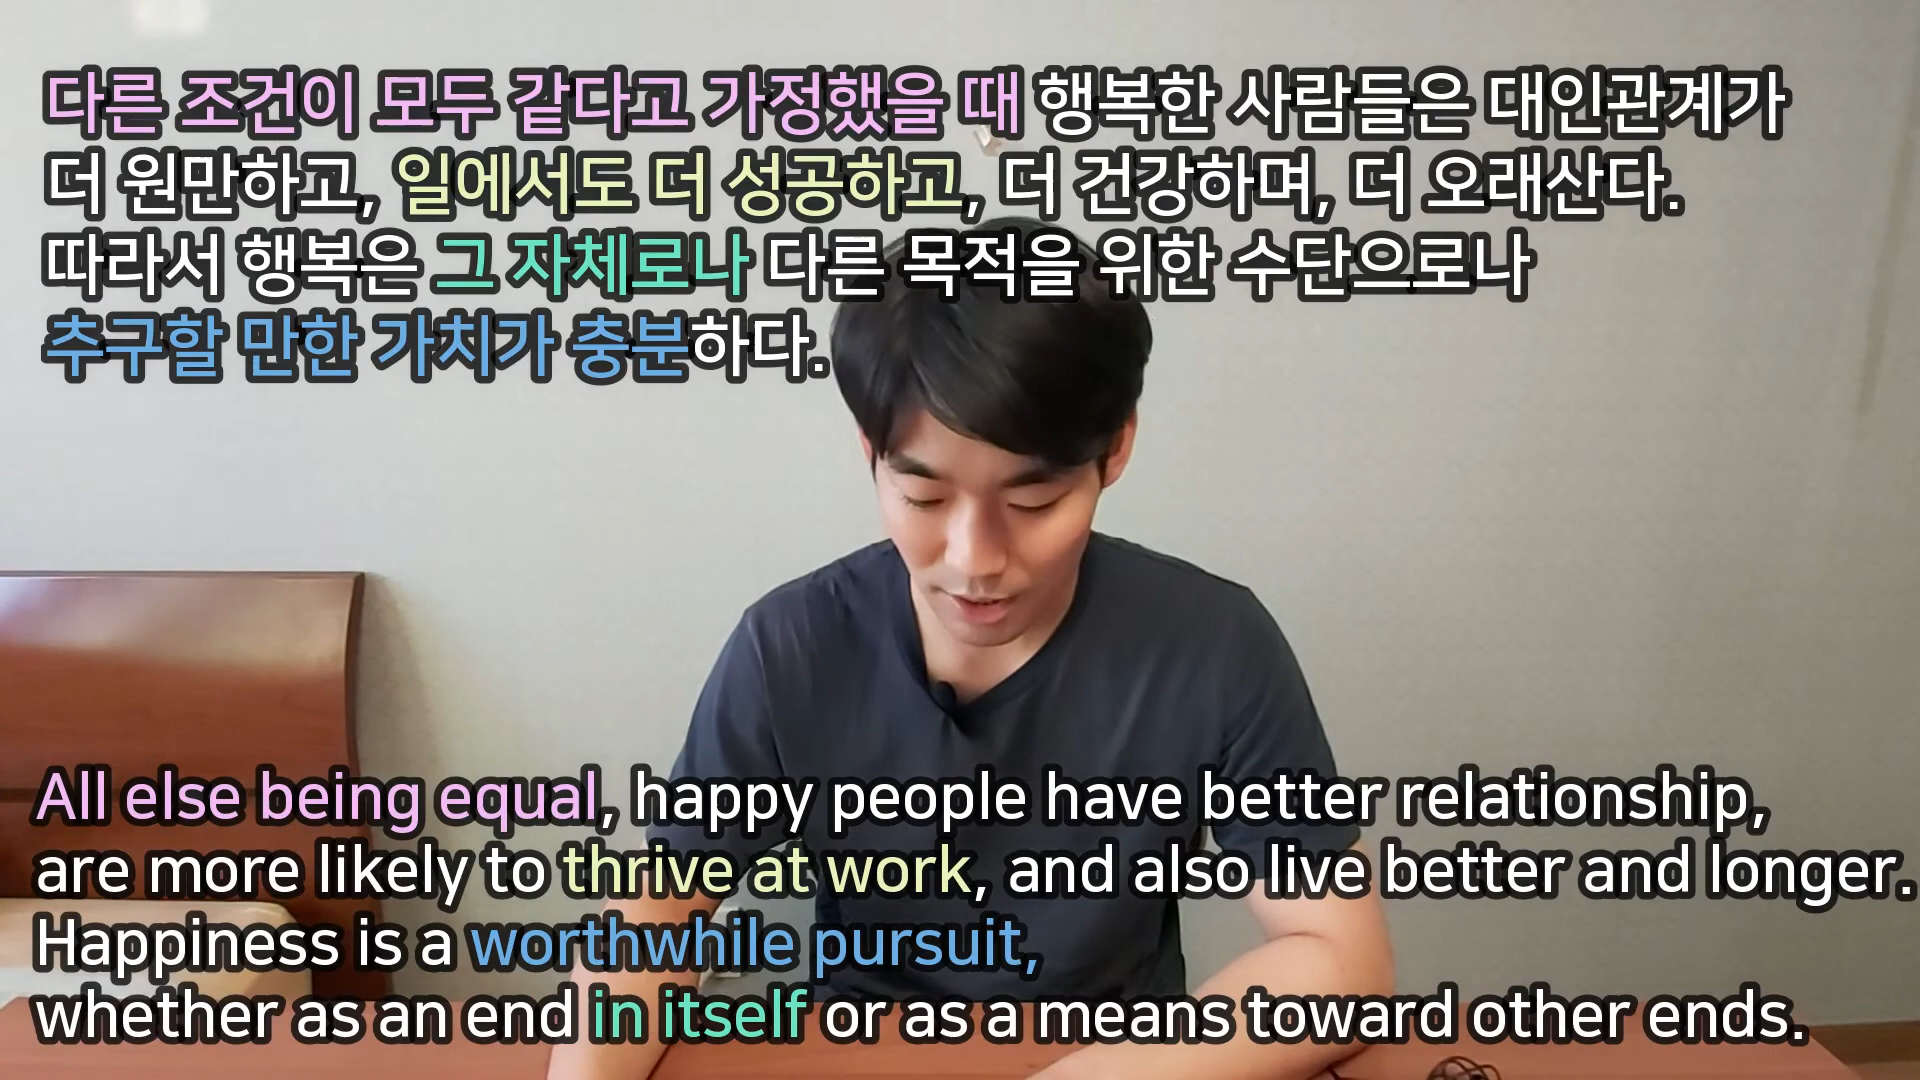 다른 조건이 모두 같다고 가정했을 때 행복한 사람들은 대인관계가
더 원만하고, 일에서도 더 성공하고, 더 건강하며, 더 오래산다.
따라서 행복은 그 자체로나 다른 목적을 위한 수단으로나
추구할 만한 가치가 충분하다.
All else being equal, happy people have better relationship,
are more likely to thrive at work, and also live better and longer.
Happiness is a worthwhile pursuit,
whether as an end in itself or as a means toward other ends.